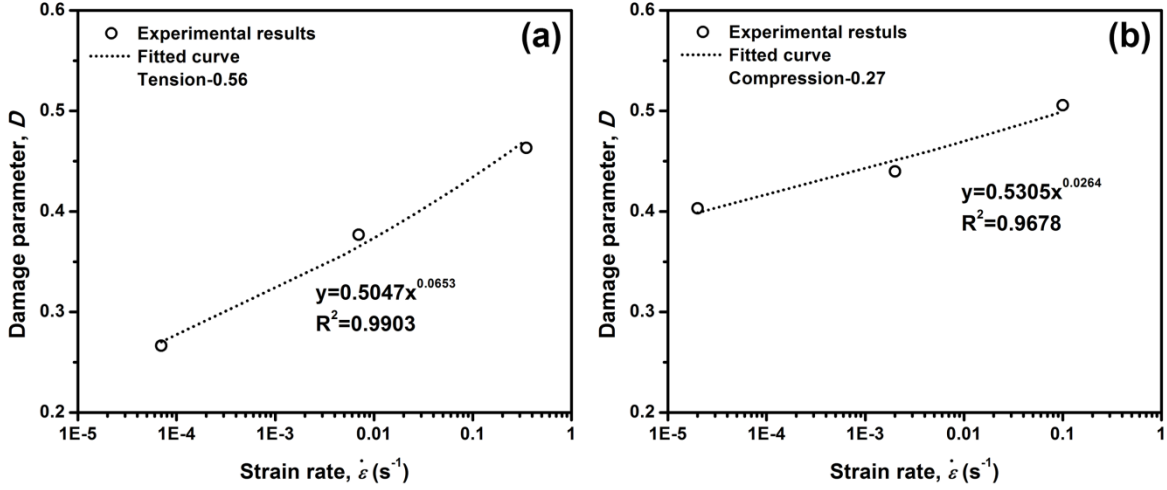 (a)
Experimental results
Fitted curve
Tension-0.56
0.6
0.5
0.4
0.3
0.2
Damage parameter, D
y=0.5047x^0.0653
R^2=0.9903
1E-5
1E-4
1E-3
0.01
0.1
1
Strain rate, ε̇ (s^-1)
(b)
Experimental restuls
Fitted curve
Compression-0.27
0.6
0.5
0.4
0.3
0.2
Damage parameter, D
y=0.5305x^0.0264
R^2=0.9678
1E-5
1E-4
1E-3
0.01
0.1
1
Strain rate, ε̇ (s^-1)